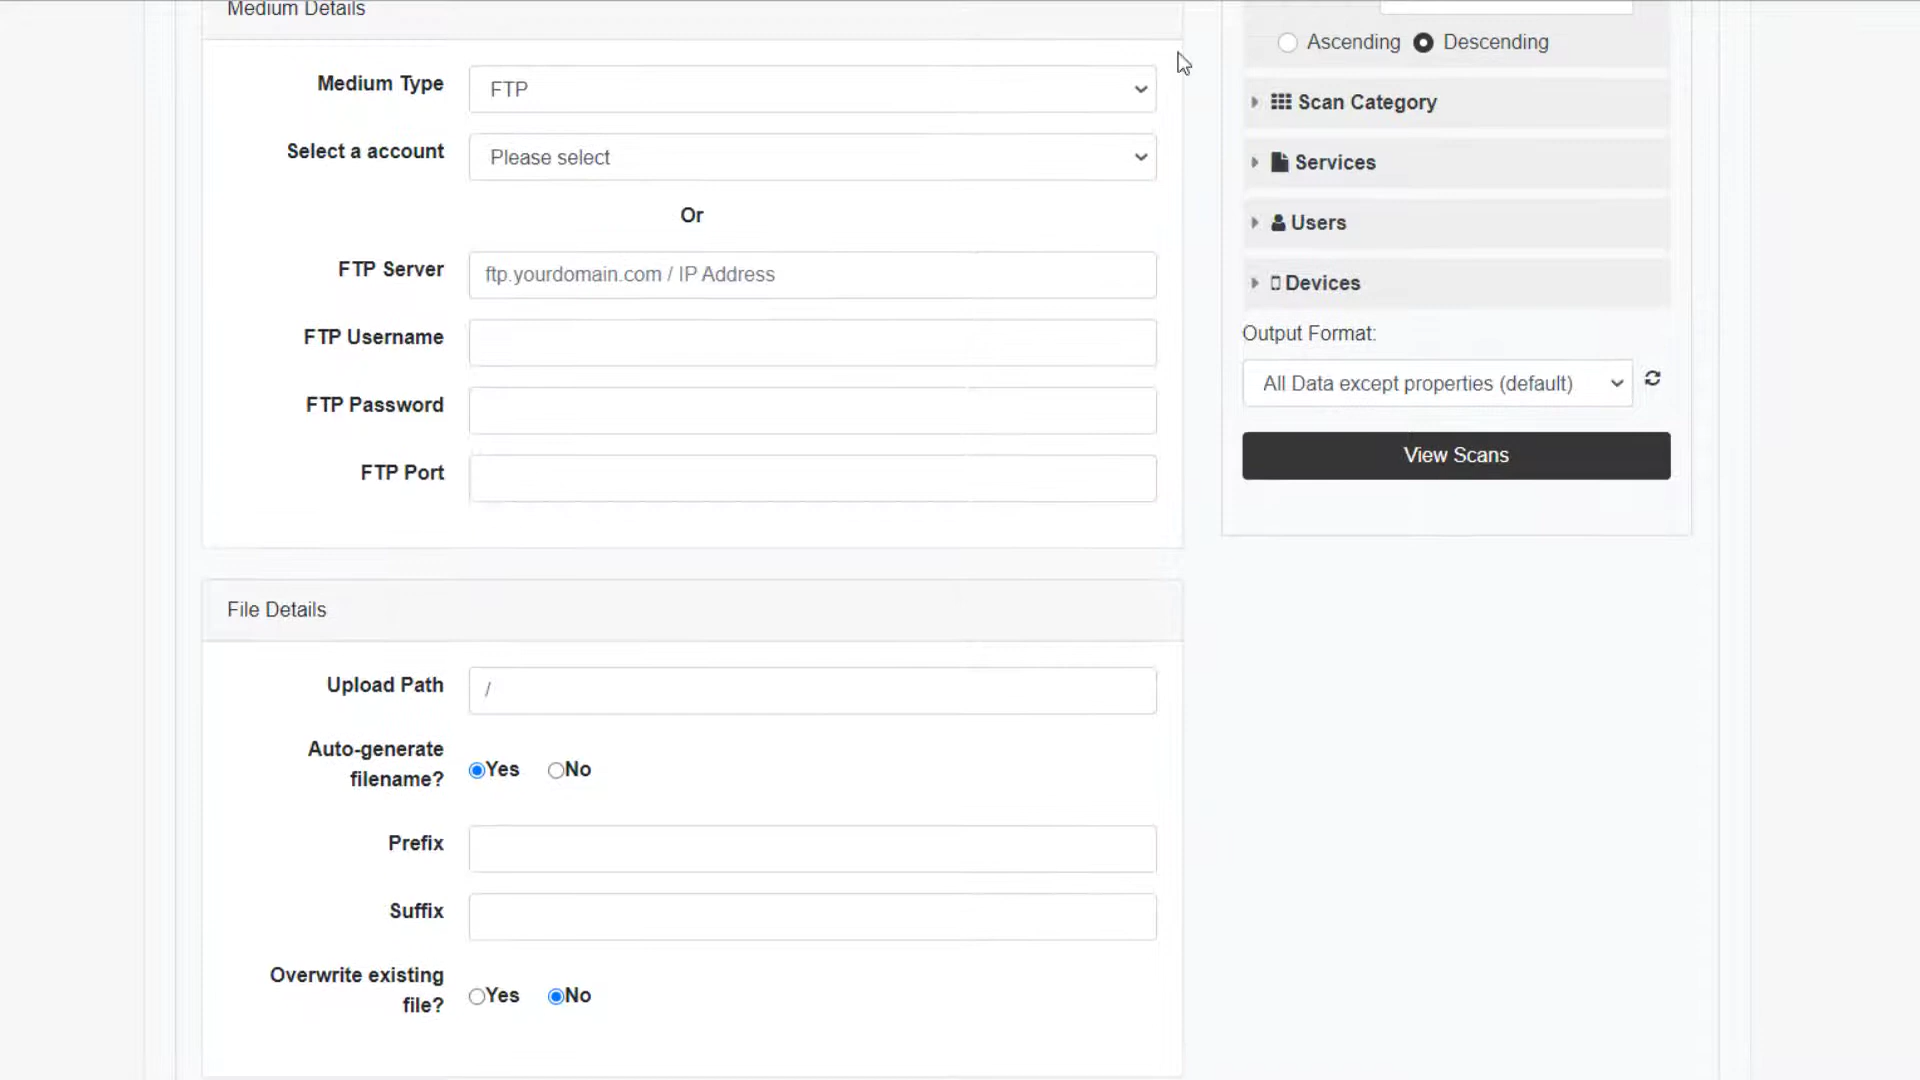 Medium Details
Medium Type
FTP
Select a account
Please select
Or
FTP Server
ftp.yourdomain.com / IP Address
FTP Username
FTP Password
FTP Port
File Details
Upload Path
/
Auto-generate
filename?
Yes No
Prefix
Suffix
Overwrite existing
file?
Yes No
Ascending Descending
Scan Category
Services
Users
Devices
Output Format:
All Data except properties (default)
View Scans